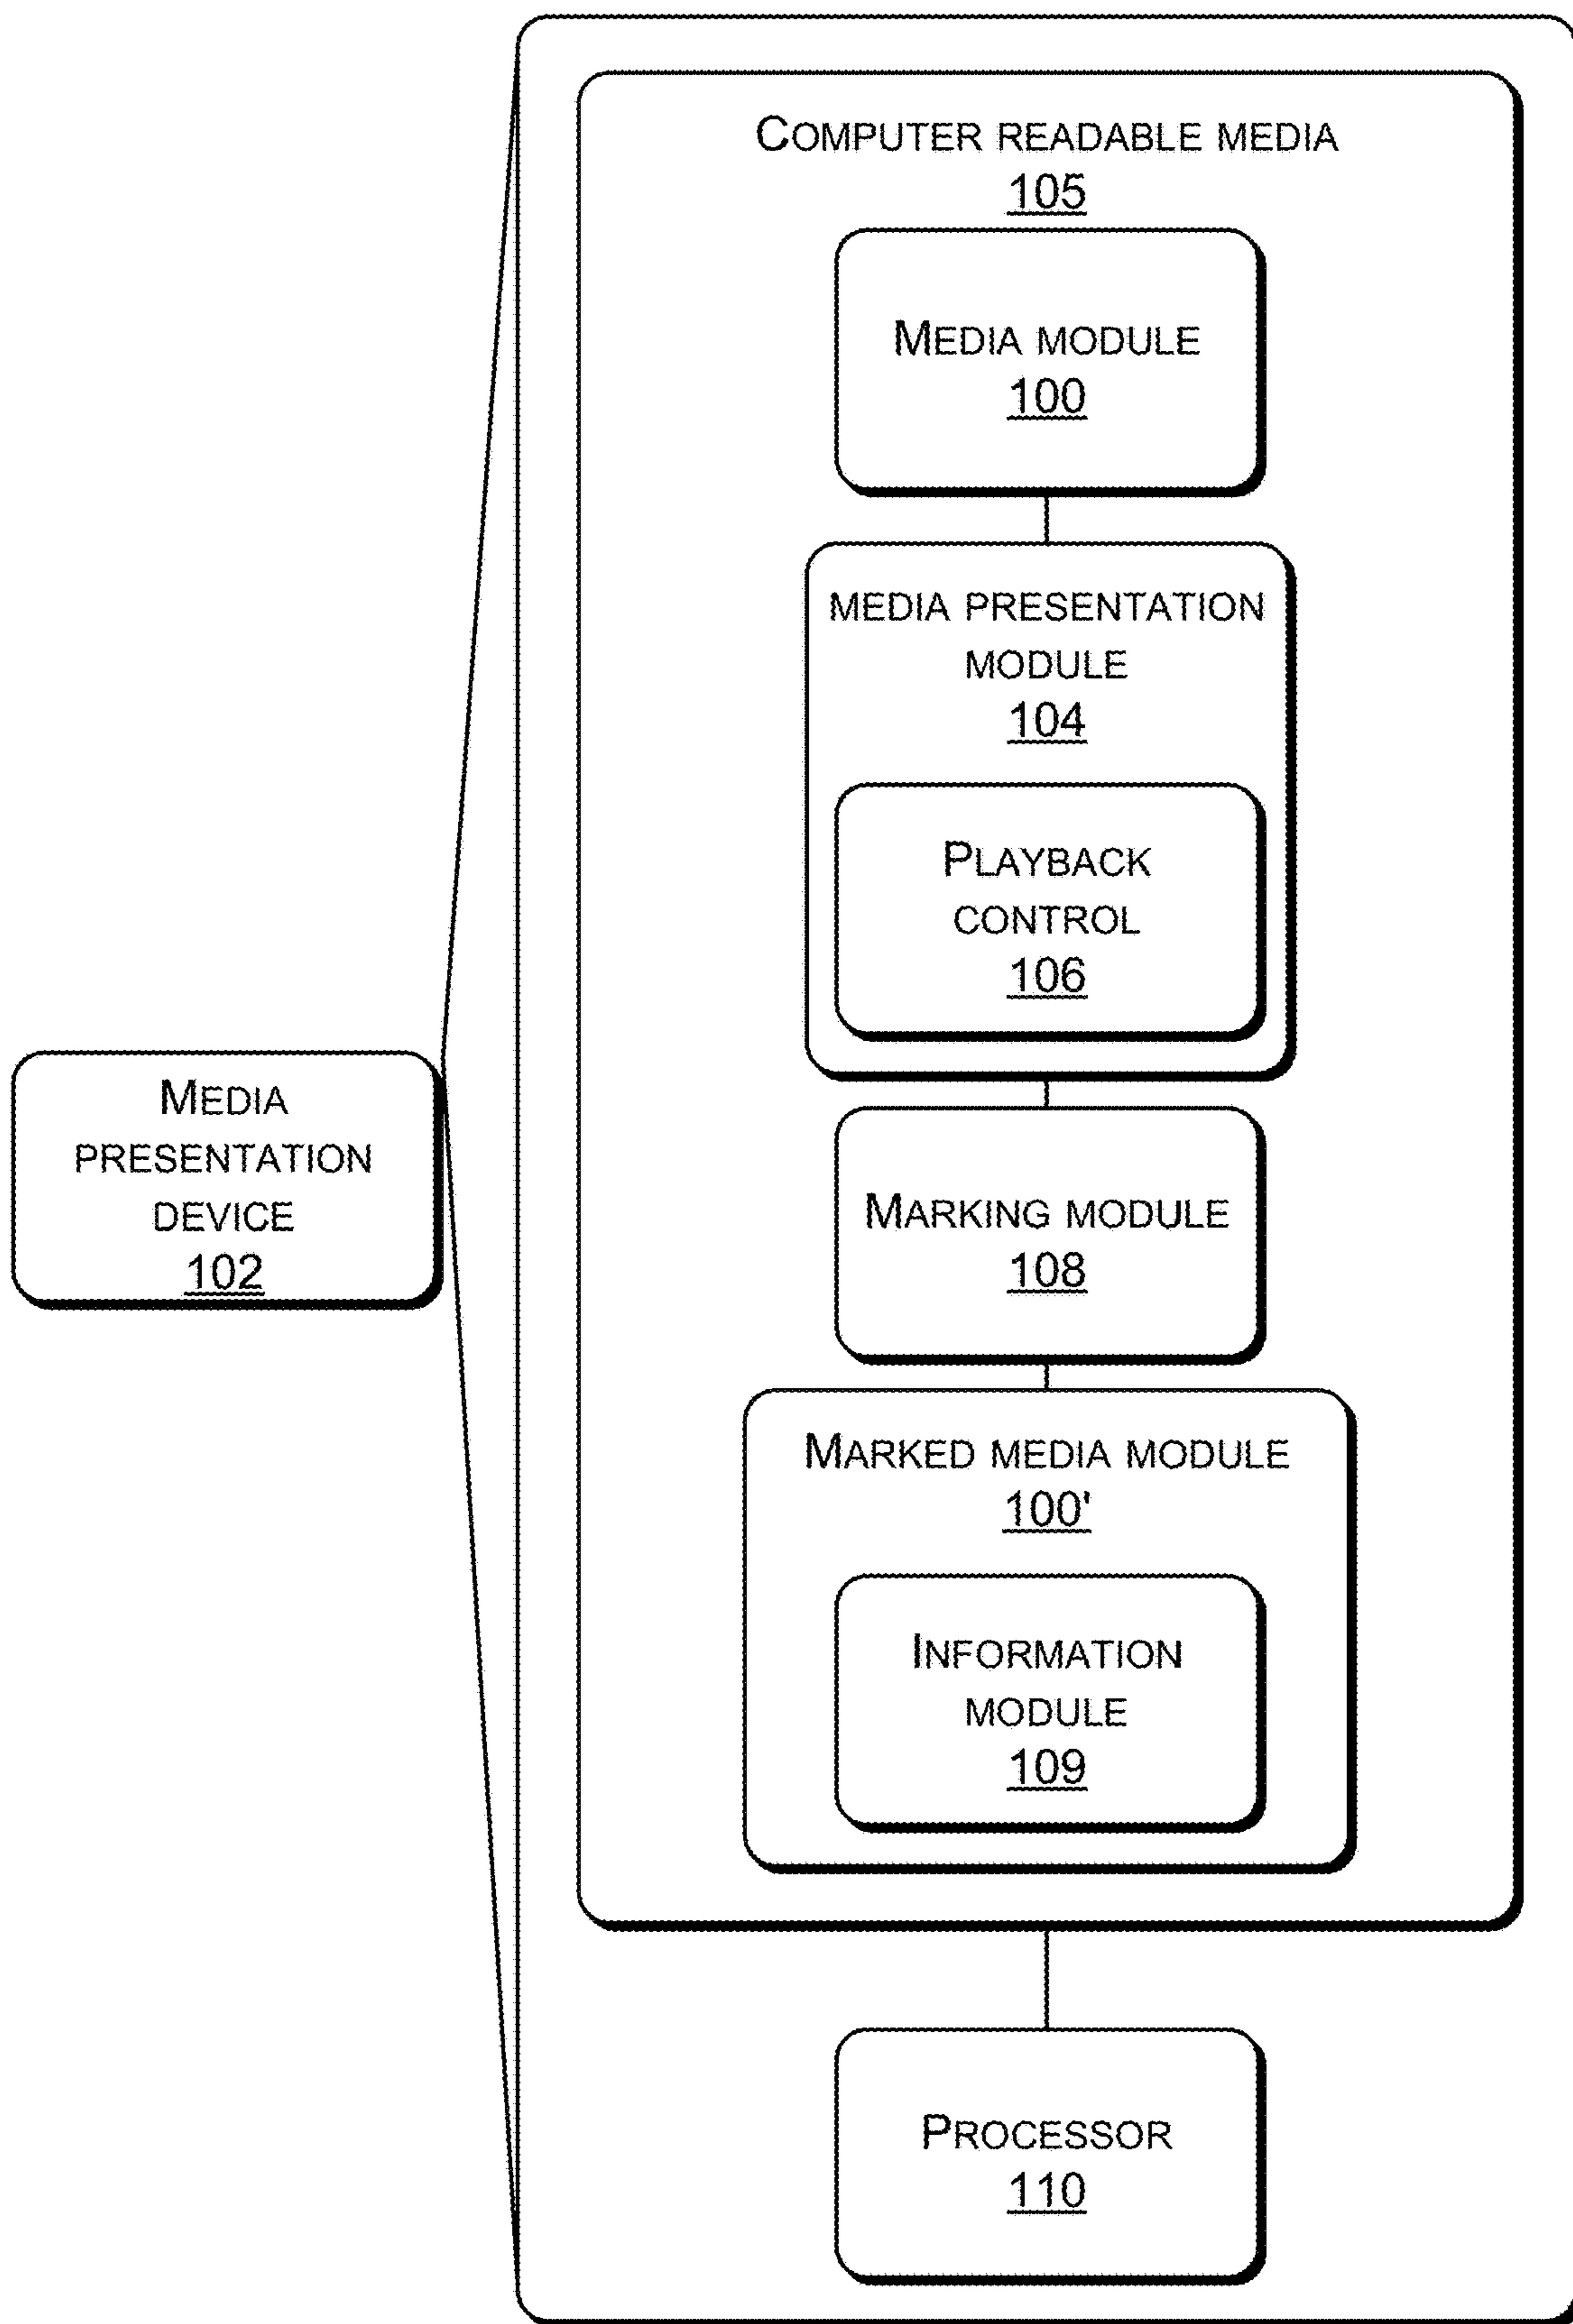 COMPUTER READABLE MEDIA
105
MEDIA MODULE
100
MEDIA PRESENTATION
MODULE
104
PLAYBACK
CONTROL
106
MEDIA
PRESENTATION
DEVICE
102
MARKING MODULE
108
MARKED MEDIA MODULE
100'
INFORMATION
MODULE
109
PROCESSOR
110